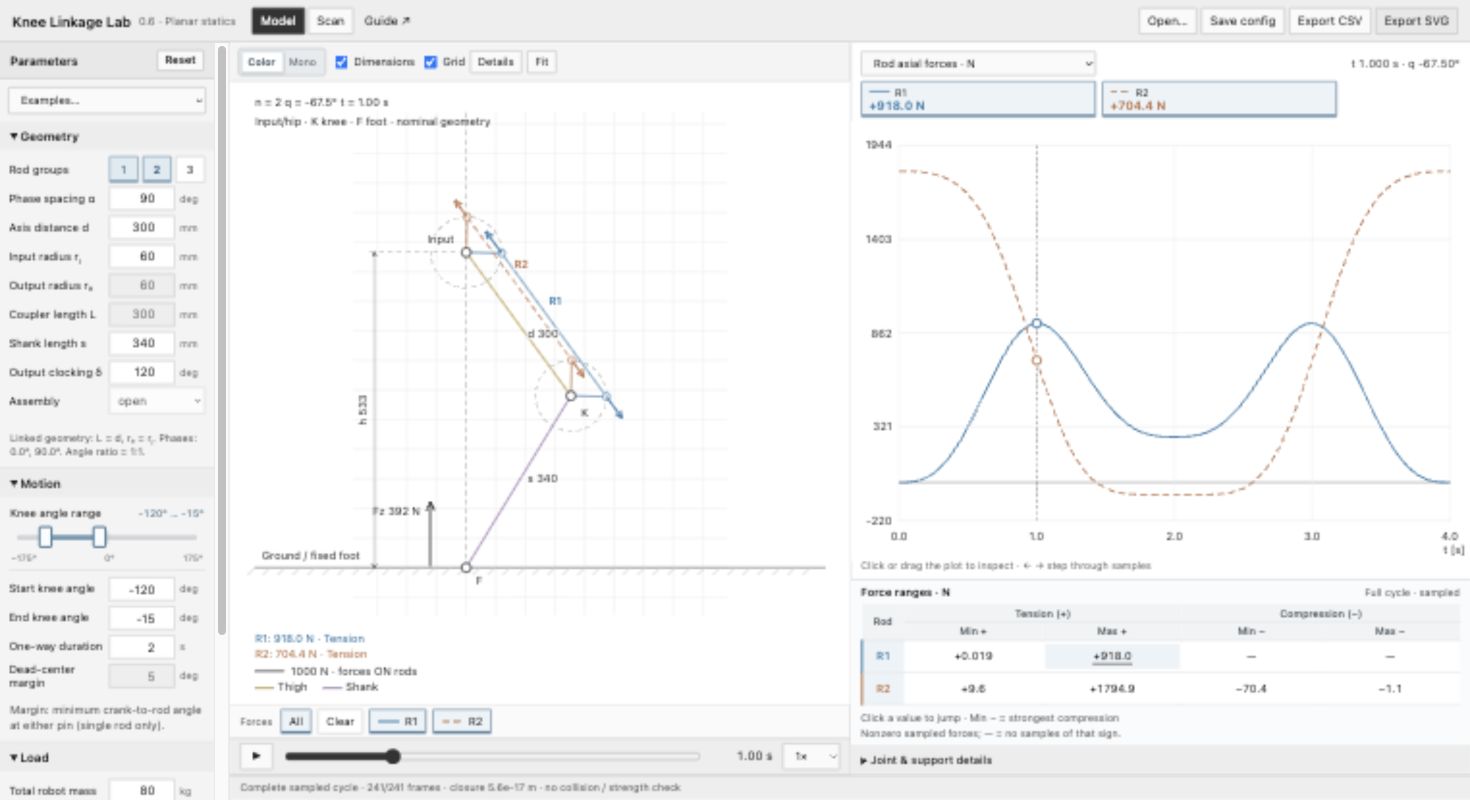 Knee Linkage Lab 0.6 · Planar statics Model Scan Guide ↗ Open... Save config Export CSV Export SVG
Parameters Reset
Examples...
▼ Geometry
Rod groups 1 2 3
Phase spacing α 90 deg
Axis distance d 300 mm
Input radius rᵢ 60 mm
Output radius rₒ 60 mm
Coupler length L 300 mm
Shank length s 340 mm
Output clocking δ 120 deg
Assembly open
Linked geometry: L = d, rₒ = rᵢ. Phases:
0.0°, 90.0°. Angle ratio = 1:1.
▼ Motion
Knee angle range -120° … -15°
-175° 0° 175°
Start knee angle -120 deg
End knee angle -15 deg
One-way duration 2 s
Dead-center
margin 5 deg
Margin: minimum crank-to-rod angle
at either pin (single rod only).
▼ Load
Total robot mass 80 kg
Color Mono Dimensions Grid Details Fit
n = 2 q = -67.5° t = 1.00 s
Input/hip · K knee · F foot · nominal geometry
Input
R2
R1
d 300
K
h 533
s 340
Fz 392 N
Ground / fixed foot
F
R1: 918.0 N · Tension
R2: 704.4 N · Tension
1000 N · forces ON rods
Thigh Shank
Forces All Clear R1 R2
1.00 s 1x
Complete sampled cycle · 241/241 frames · closure 5.6e-17 m · no collision / strength check
Rod axial forces · N t 1.000 s · q -67.50°
R1 +918.0 N
R2 +704.4 N
1944
1403
862
321
-220
0.0 1.0 2.0 3.0 4.0
t [s]
Click or drag the plot to inspect · ← → step through samples
Force ranges · N Full cycle · sampled
Rod Tension (+) Compression (−)
Min + Max + Min − Max −
R1 +0.019 +918.0 — —
R2 +9.6 +1794.9 −70.4 −1.1
Click a value to jump · Min − = strongest compression
Nonzero sampled forces; — = no samples of that sign.
▶ Joint & support details